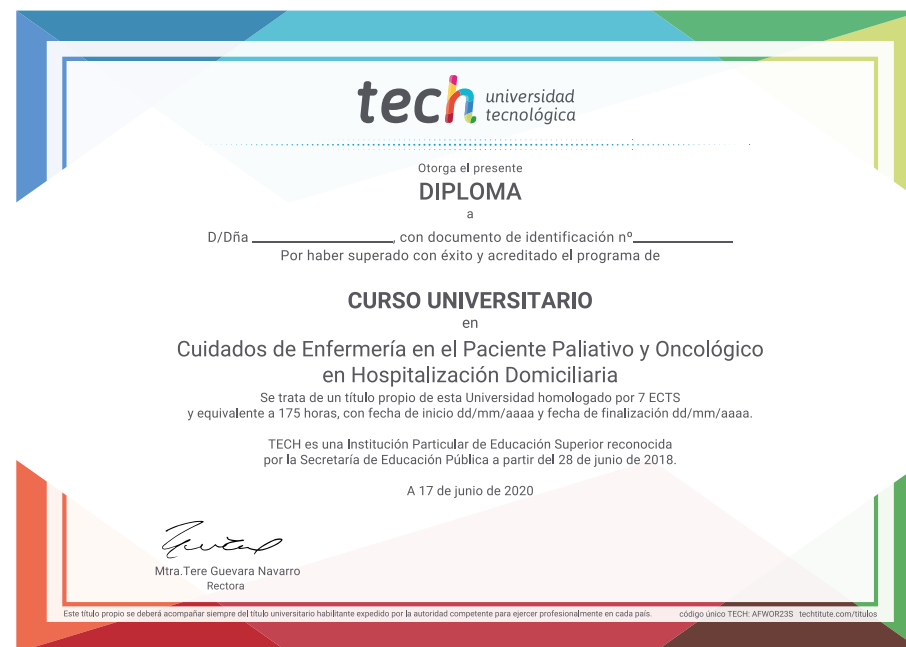 tech universidad
tecnológica
Otorga el presente
DIPLOMA
a
D/Dña ____________________, con documento de identificación nº______________
Por haber superado con éxito y acreditado el programa de
CURSO UNIVERSITARIO
en
Cuidados de Enfermería en el Paciente Paliativo y Oncológico
en Hospitalización Domiciliaria
Se trata de un título propio de esta Universidad homologado por 7 ECTS
y equivalente a 175 horas, con fecha de inicio dd/mm/aaaa y fecha de finalización dd/mm/aaaa.
TECH es una Institución Particular de Educación Superior reconocida
por la Secretaría de Educación Pública a partir del 28 de junio de 2018.
A 17 de junio de 2020
Mtra.Tere Guevara Navarro
Rectora
Este título propio se deberá acompañar siempre del título universitario habilitante expedido por la autoridad competente para ejercer profesionalmente en cada país. código único TECH: AFWOR23S techtitute.com/títulos